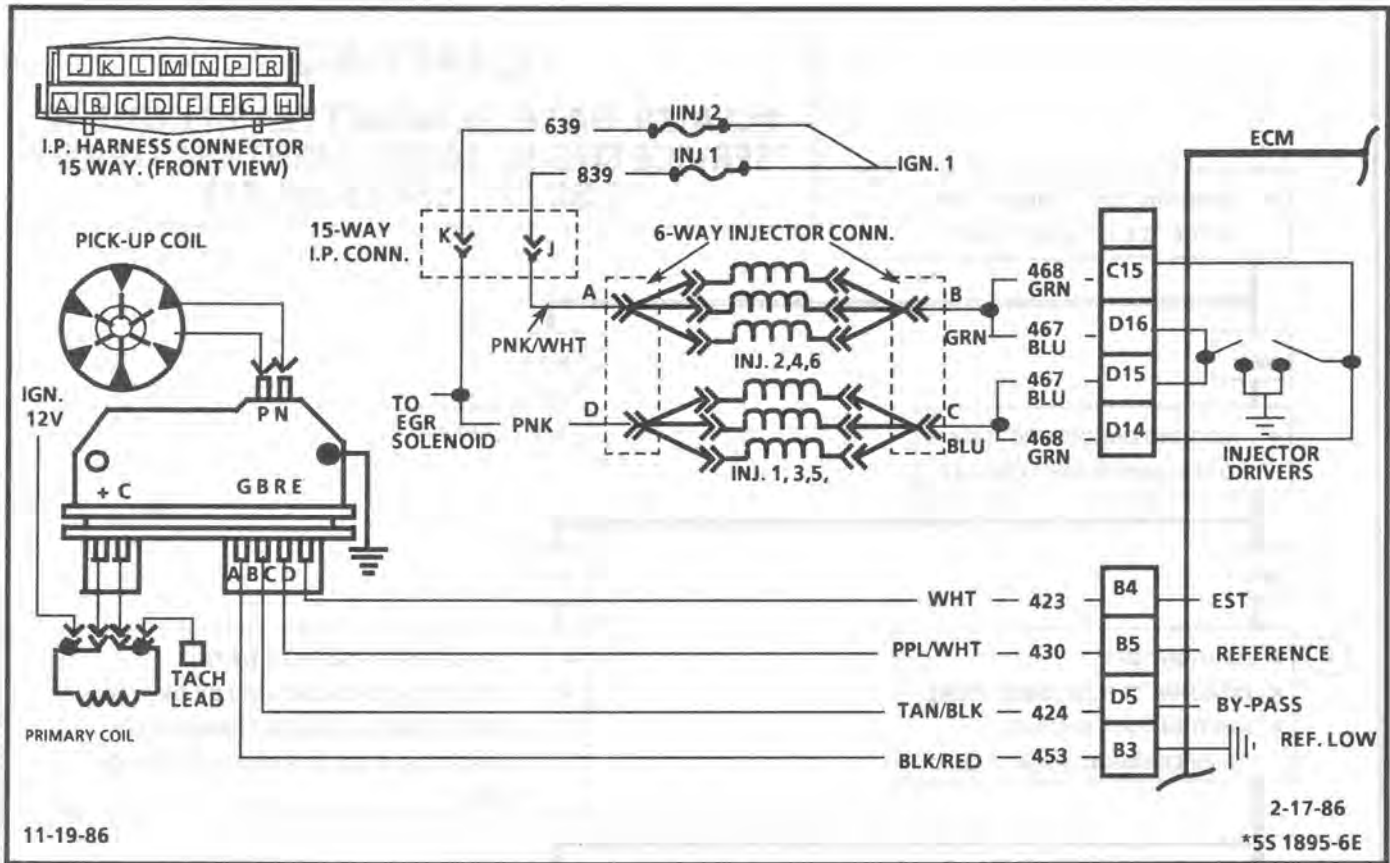 J K L M N P R
A B C D E F G H
I.P. HARNESS CONNECTOR
15 WAY. (FRONT VIEW)
PICK-UP COIL
IGN.
12V
P N
+ C
G B R E
A B C D
TACH
LEAD
PRIMARY COIL
11-19-86
639
IINJ 2
839
INJ 1
IGN. 1
15-WAY
I.P. CONN.
K
J
6-WAY INJECTOR CONN.
A
B
PNK/WHT
GRN
INJ. 2,4,6
TO
EGR
SOLENOID
PNK
D
C
BLU
INJ. 1, 3,5,
468
GRN
467
BLU
467
BLU
468
GRN
ECM
C15
D16
D15
D14
INJECTOR
DRIVERS
WHT 423 B4 EST
PPL/WHT 430 B5 REFERENCE
TAN/BLK 424 D5 BY-PASS
BLK/RED 453 B3 REF. LOW
2-17-86
*5S 1895-6E